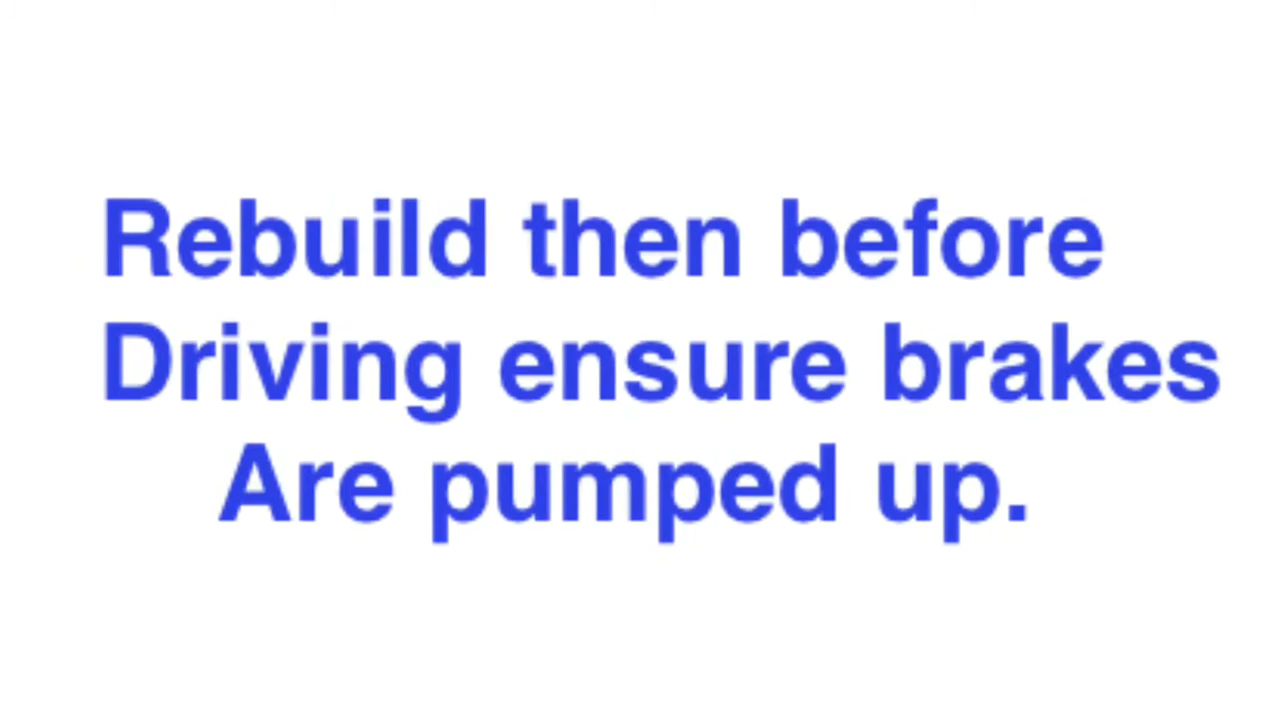 Rebuild then before
Driving ensure brakes
Are pumped up.